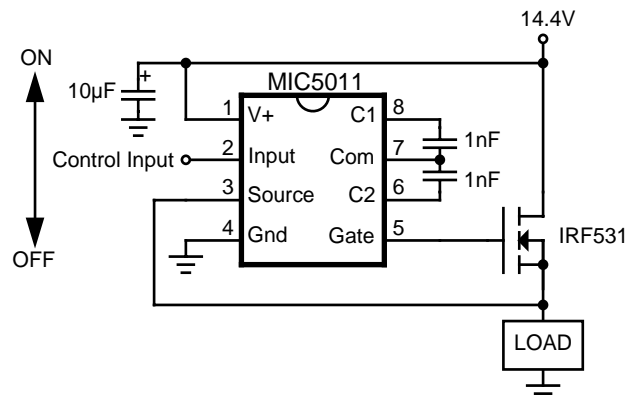 14.4V
ON
10µF
+
MIC5011
1 V+ C1 8
1nF
Control Input 2 Input Com 7
1nF
3 Source C2 6
4 Gnd Gate 5
IRF531
OFF
LOAD